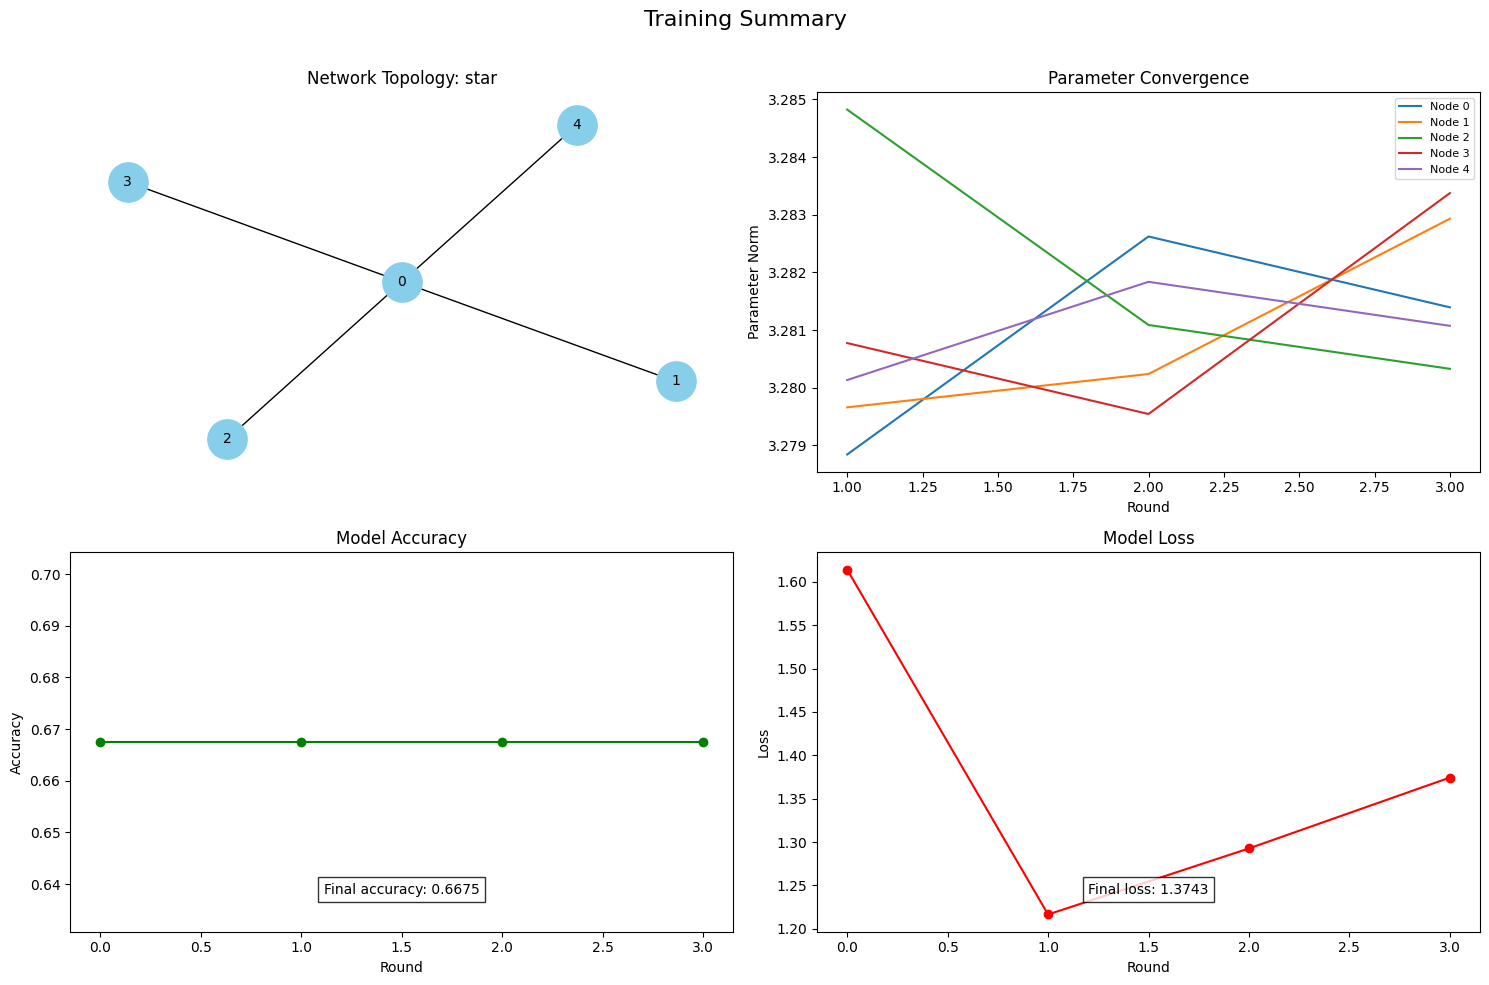 Training Summary
Network Topology: star
4
3
0
1
2
Parameter Convergence
Parameter Norm
3.285
3.284
3.283
3.282
3.281
3.280
3.279
Node 0
Node 1
Node 2
Node 3
Node 4
1.00 1.25 1.50 1.75 2.00 2.25 2.50 2.75 3.00
Round
Model Accuracy
Accuracy
0.70
0.69
0.68
0.67
0.66
0.65
0.64
Final accuracy: 0.6675
0.0 0.5 1.0 1.5 2.0 2.5 3.0
Round
Model Loss
Loss
1.60
1.55
1.50
1.45
1.40
1.35
1.30
1.25
1.20
Final loss: 1.3743
0.0 0.5 1.0 1.5 2.0 2.5 3.0
Round